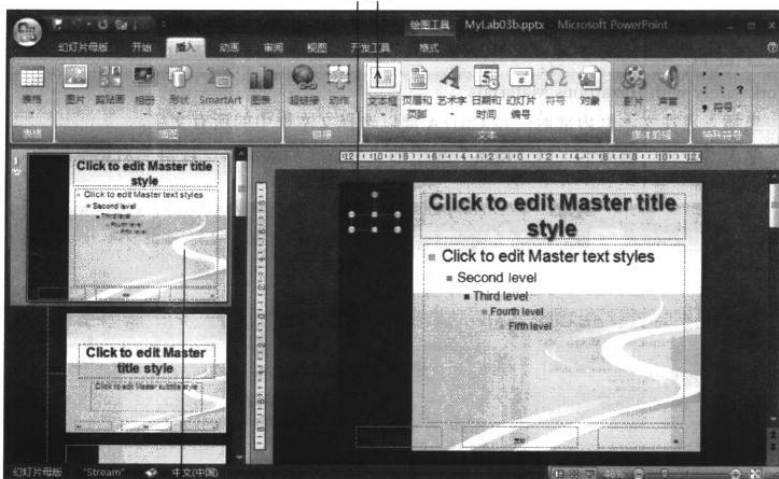 绘图工具 MyLab03b.pptx - Microsoft PowerPoint
幻灯片母版 开始 插入 动画 审阅 视图 开发工具 格式
表格 图片 剪贴画 相册 形状 SmartArt 图表 超链接 动作 文本框 页眉和页脚 艺术字 日期和时间 幻灯片编号 符号 对象 影片 声音 符号
表格 插图 链接 文本 媒体剪辑 特殊符号
1
Click to edit Master title
style
Click to edit Master text styles
Second level
Third level
Fourth level
Fifth level
Click to edit Master
title style
Click to edit Master subtitle style
Click to edit Master title
style
Click to edit Master text styles
Second level
Third level
Fourth level
Fifth level
幻灯片母版 "Stream" 中文(中国) 46%